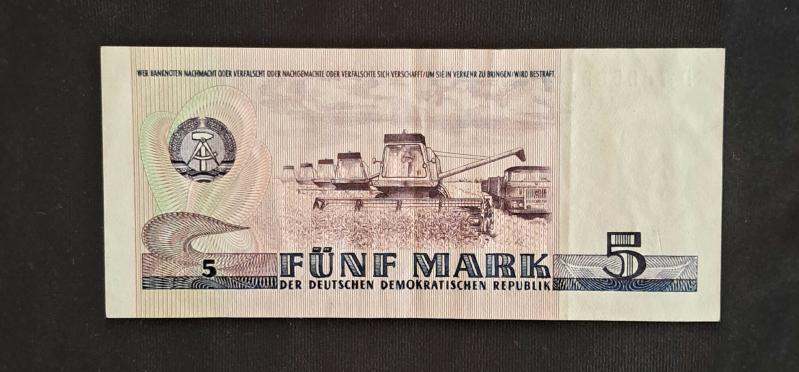 WER BANKNOTEN NACHMACHT ODER VERFÄLSCHT ODER NACHGEMACHTE ODER VERFÄLSCHTE SICH VERSCHAFFT/UM SIE IN VERKEHR ZU BRINGEN/WIRD BESTRAFT.
5
5
FÜNF MARK
DER DEUTSCHEN DEMOKRATISCHEN REPUBLIK